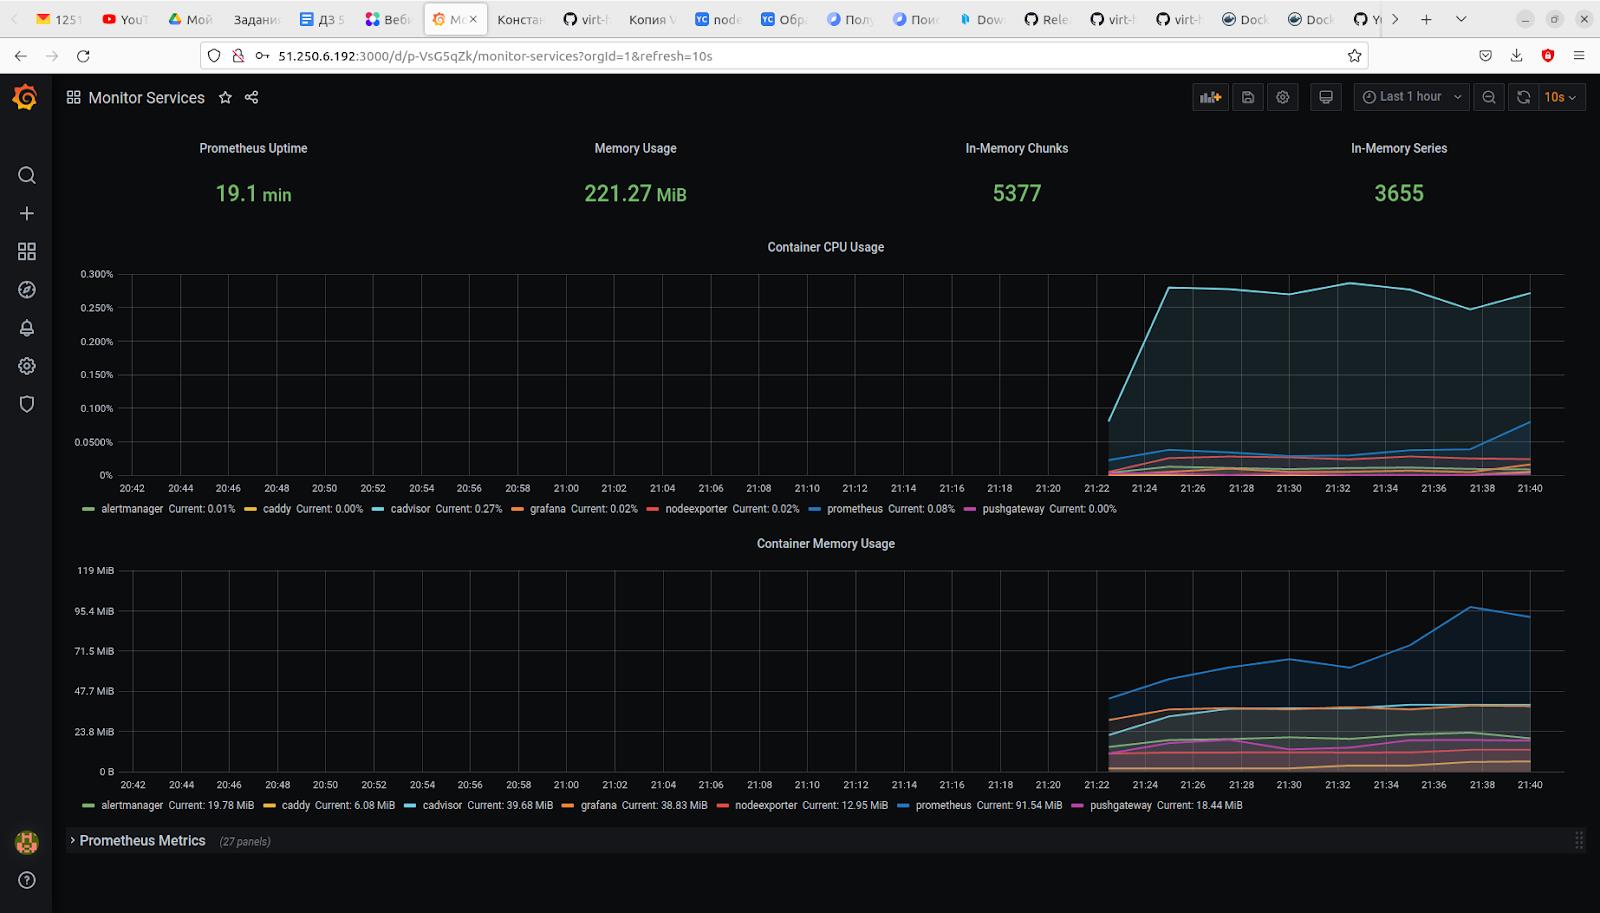 1251 YouT Мой Задани ДЗ 5 Веби Мо Констан virt-h Копия V node Обра Полу Поис Dow Rele virt-h virt-h Dock Dock
51.250.6.192:3000/d/p-VsG5qZk/monitor-services?orgId=1&refresh=10s
Monitor Services Last 1 hour 10s
Prometheus Uptime Memory Usage In-Memory Chunks In-Memory Series
19.1 min 221.27 MiB 5377 3655
Container CPU Usage
0.300%
0.250%
0.200%
0.150%
0.100%
0.0500%
0%
20:42 20:44 20:46 20:48 20:50 20:52 20:54 20:56 20:58 21:00 21:02 21:04 21:06 21:08 21:10 21:12 21:14 21:16 21:18 21:20 21:22 21:24 21:26 21:28 21:30 21:32 21:34 21:36 21:38 21:40
alertmanager Current: 0.01% caddy Current: 0.00% cadvisor Current: 0.27% grafana Current: 0.02% nodeexporter Current: 0.02% prometheus Current: 0.08% pushgateway Current: 0.00%
Container Memory Usage
119 MiB
95.4 MiB
71.5 MiB
47.7 MiB
23.8 MiB
0 B
20:42 20:44 20:46 20:48 20:50 20:52 20:54 20:56 20:58 21:00 21:02 21:04 21:06 21:08 21:10 21:12 21:14 21:16 21:18 21:20 21:22 21:24 21:26 21:28 21:30 21:32 21:34 21:36 21:38 21:40
alertmanager Current: 19.78 MiB caddy Current: 6.08 MiB cadvisor Current: 39.68 MiB grafana Current: 38.83 MiB nodeexporter Current: 12.95 MiB prometheus Current: 91.54 MiB pushgateway Current: 18.44 MiB
Prometheus Metrics (27 panels)